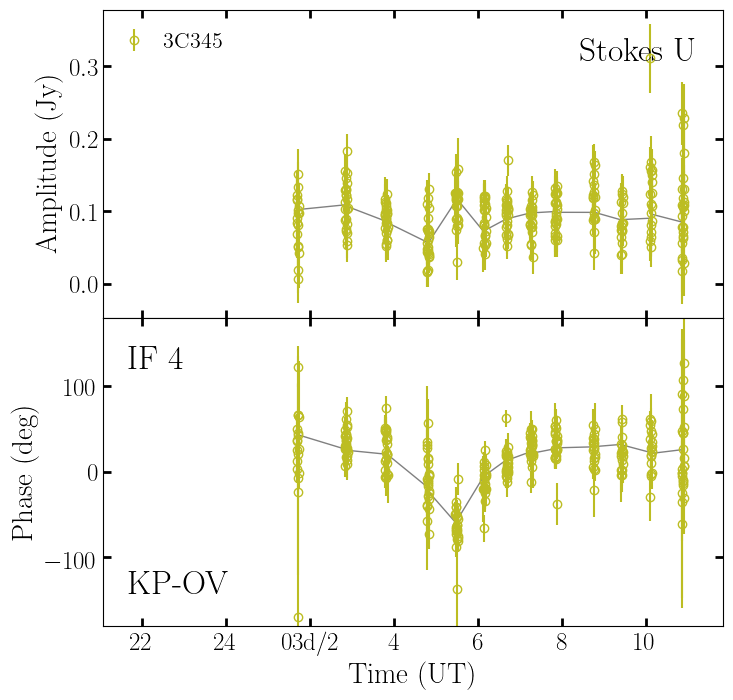 3C345
Stokes U
Amplitude (Jy)
0.3
0.2
0.1
0.0
IF 4
Phase (deg)
100
0
−100
KP-OV
22 24 03d/2 4 6 8 10
Time (UT)